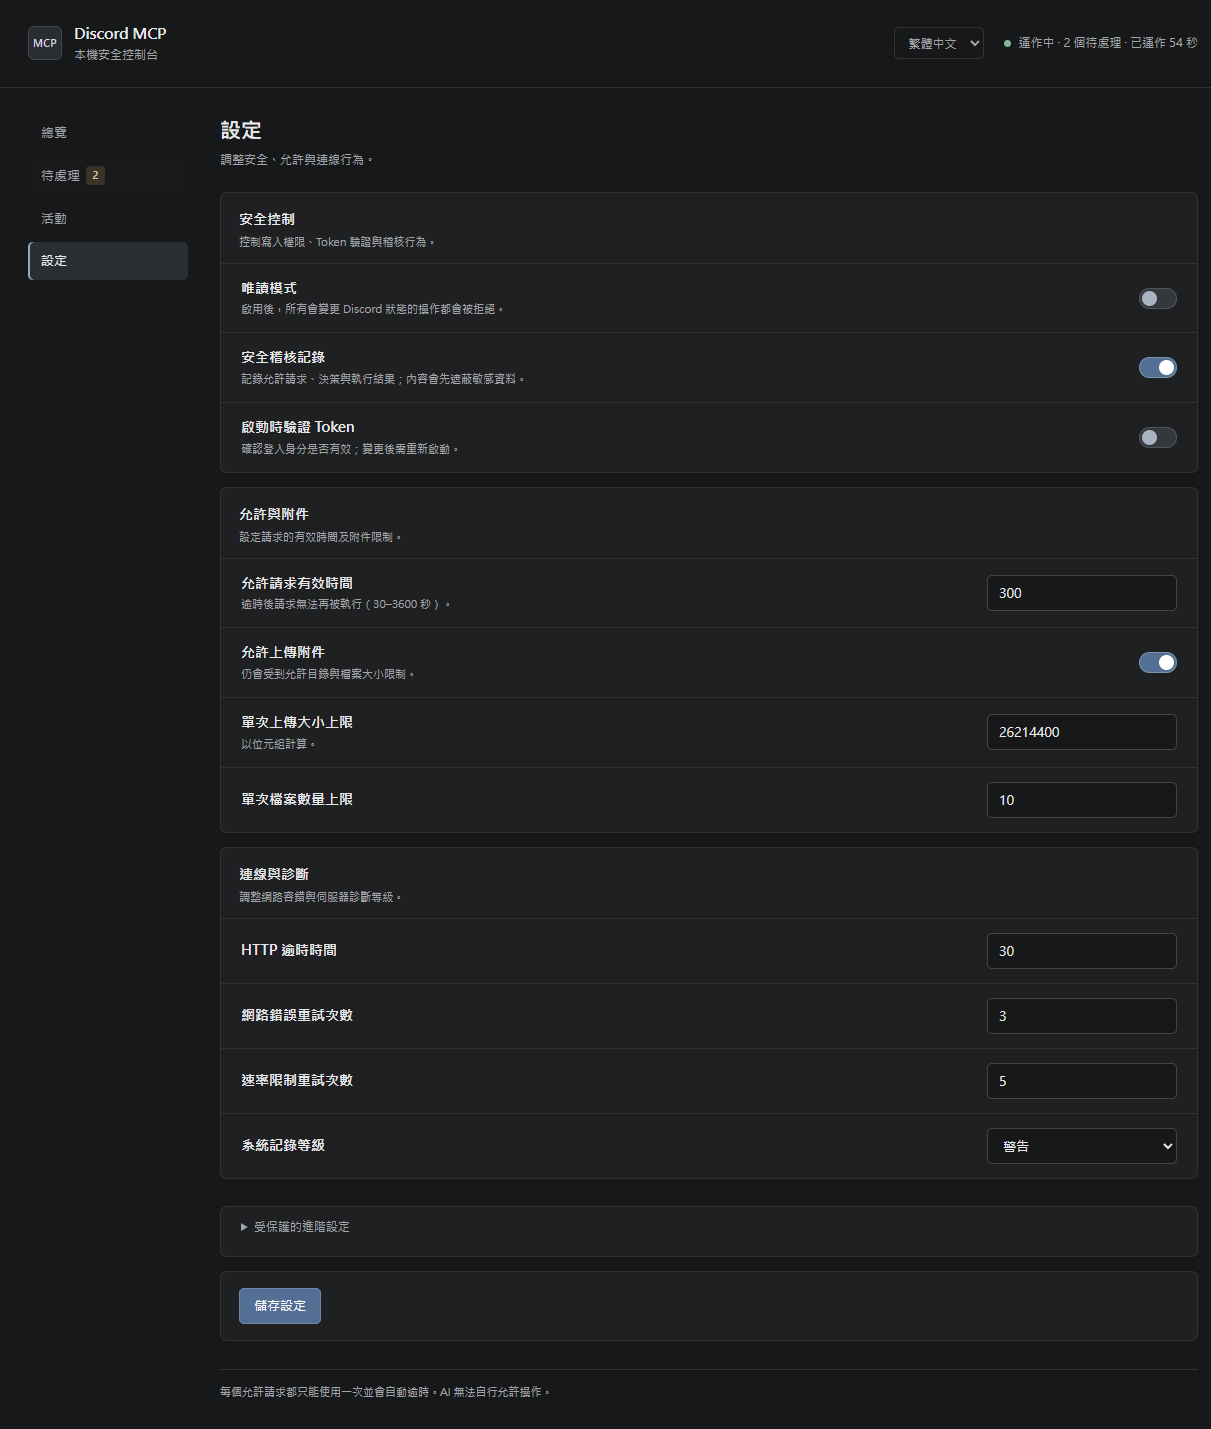 MCP
Discord MCP
本機安全控制台
繁體中文
運作中 · 2 個待處理 · 已運作 54 秒
總覽
待處理 2
活動
設定
設定
調整安全、允許與連線行為。
安全控制
控制寫入權限、Token 驗證與稽核行為。
唯讀模式
啟用後，所有會變更 Discord 狀態的操作都會被拒絕。
安全稽核記錄
記錄允許請求、決策與執行結果；內容會先遮蔽敏感資料。
啟動時驗證 Token
確認登入身分是否有效；變更後需重新啟動。
允許與附件
設定請求的有效時間及附件限制。
允許請求有效時間
逾時後請求無法再被執行（30–3600 秒）。
300
允許上傳附件
仍會受到允許目錄與檔案大小限制。
單次上傳大小上限
以位元組計算。
26214400
單次檔案數量上限
10
連線與診斷
調整網路容錯與伺服器診斷等級。
HTTP 逾時時間
30
網路錯誤重試次數
3
速率限制重試次數
5
系統記錄等級
警告
受保護的進階設定
儲存設定
每個允許請求都只能使用一次並會自動逾時。AI 無法自行允許操作。